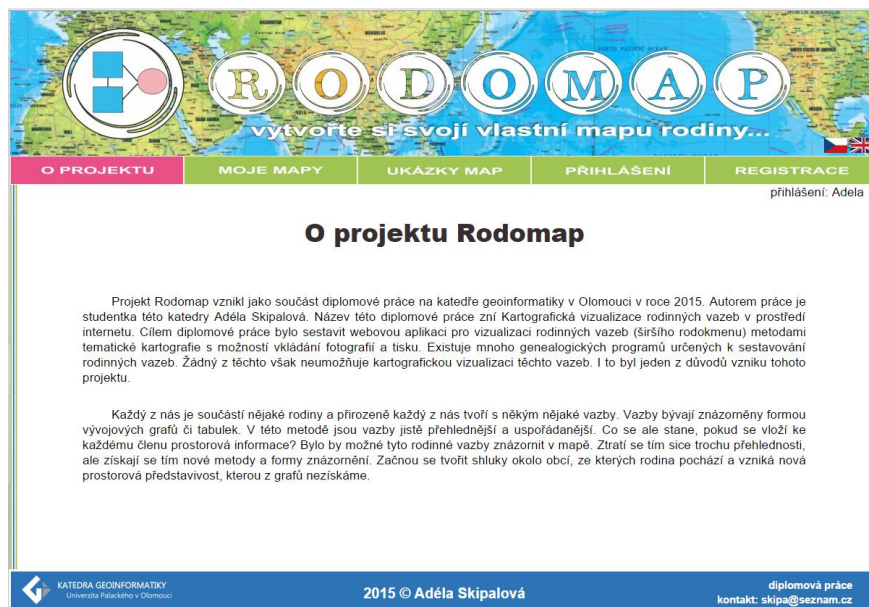 RODOMAP
vytvořte si svojí vlastní mapu rodiny...
O PROJEKTU MOJE MAPY UKÁZKY MAP PŘIHLÁŠENÍ REGISTRACE
přihlášení: Adela
O projektu Rodomap
Projekt Rodomap vznikl jako součást diplomové práce na katedře geoinformatiky v Olomouci v roce 2015. Autorem práce je
studentka této katedry Adéla Skipalová. Název této diplomové práce zní Kartografická vizualizace rodinných vazeb v prostředí
internetu. Cílem diplomové práce bylo sestavit webovou aplikaci pro vizualizaci rodinných vazeb (širšího rodokmenu) metodami
tematické kartografie s možností vkládání fotografií a tisku. Existuje mnoho genealogických programů určených k sestavování
rodinných vazeb. Žádný z těchto však neumožňuje kartografickou vizualizaci těchto vazeb. I to byl jeden z důvodů vzniku tohoto
projektu.
Každý z nás je součástí nějaké rodiny a přirozeně každý z nás tvoří s někým nějaké vazby. Vazby bývají znázorněny formou
vývojových grafů či tabulek. V této metodě jsou vazby jistě přehlednější a uspořádanější. Co se ale stane, pokud se vloží ke
každému členu prostorová informace? Bylo by možné tyto rodinné vazby znázornit v mapě. Ztratí se tím sice trochu přehlednosti,
ale získají se tím nové metody a formy znázornění. Začnou se tvořit shluky okolo obcí, ze kterých rodina pochází a vzniká nová
prostorová představivost, kterou z grafů nezískáme.
KATEDRA GEOINFORMATIKY
Univerzita Palackého v Olomouci
2015 © Adéla Skipalová
diplomová práce
kontakt: skipa@seznam.cz